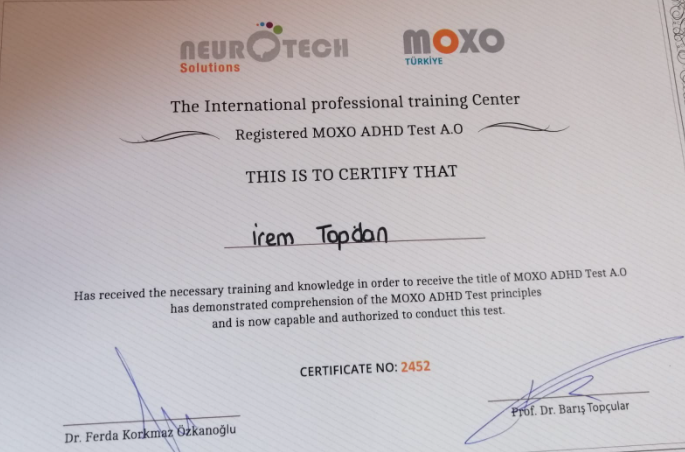 NEUROTECH
Solutions
MOXO
TÜRKİYE
The International professional training Center
Registered MOXO ADHD Test A.O
THIS IS TO CERTIFY THAT
İrem Topdan
Has received the necessary training and knowledge in order to receive the title of MOXO ADHD Test A.O
has demonstrated comprehension of the MOXO ADHD Test principles
and is now capable and authorized to conduct this test.
CERTIFICATE NO: 2452
Dr. Ferda Korkmaz Özkanoğlu
Prof. Dr. Barış Topçular